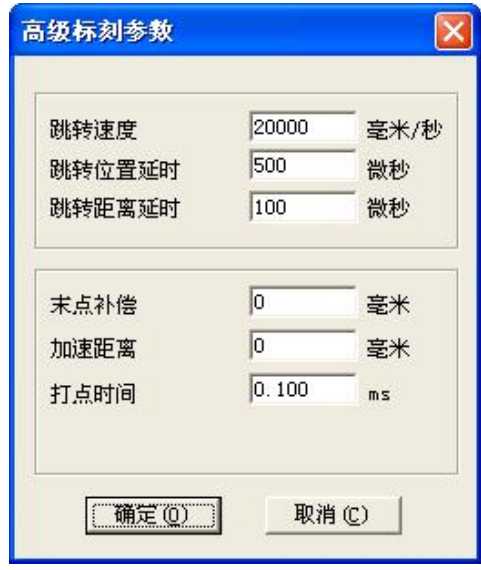 高级标刻参数
跳转速度 20000 毫米/秒
跳转位置延时 500 微秒
跳转距离延时 100 微秒
末点补偿 0 毫米
加速距离 0 毫米
打点时间 0.100 ms
确定(O) 取消(C)